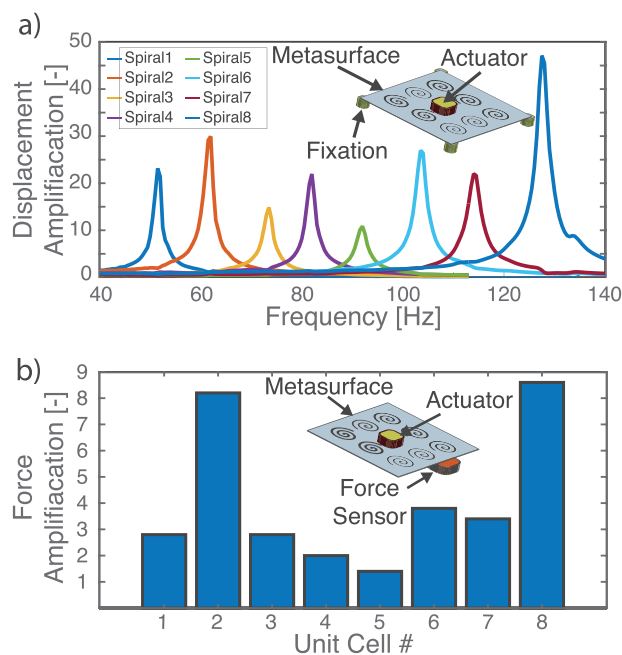 a)
50
40
30
20
10
0
Displacement
Amplifiacation [-]
Spiral1
Spiral2
Spiral3
Spiral4
Spiral5
Spiral6
Spiral7
Spiral8
Metasurface
Actuator
Fixation
40
60
80
100
120
140
Frequency [Hz]
b)
9
8
7
6
5
4
3
2
1
Force
Amplifiacation [-]
Metasurface
Actuator
Force
Sensor
1
2
3
4
5
6
7
8
Unit Cell #